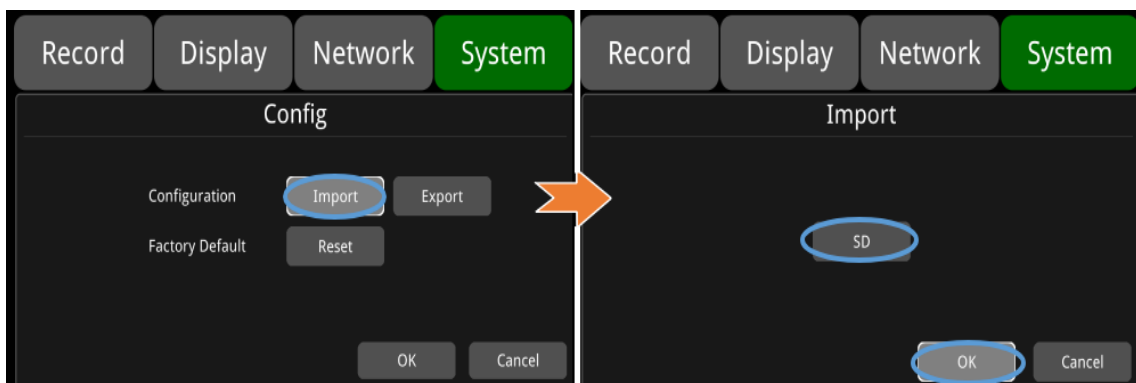 Record Display Network System
Config
Configuration Import Export
Factory Default Reset
OK Cancel
Record Display Network System
Import
SD
OK Cancel